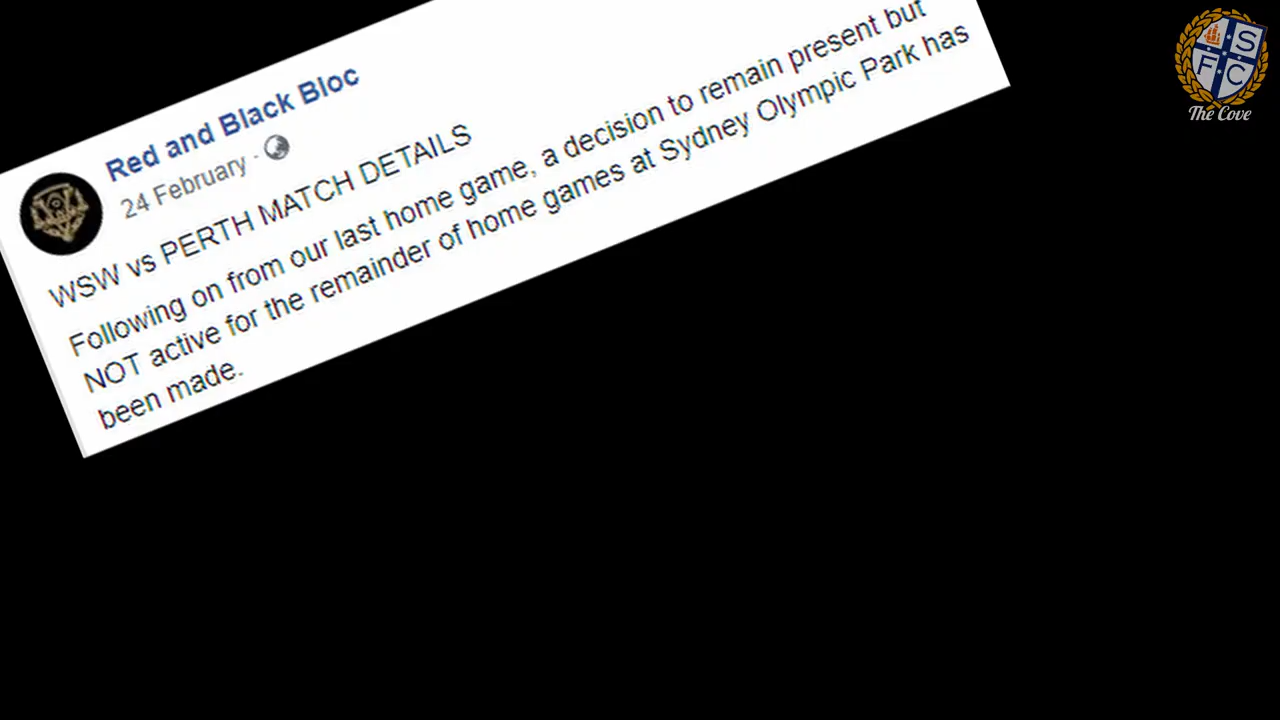 Red and Black Bloc
24 February ·
WSW vs PERTH MATCH DETAILS
Following on from our last home game, a decision to remain present but
NOT active for the remainder of home games at Sydney Olympic Park has
been made.
S
F C
The Cove